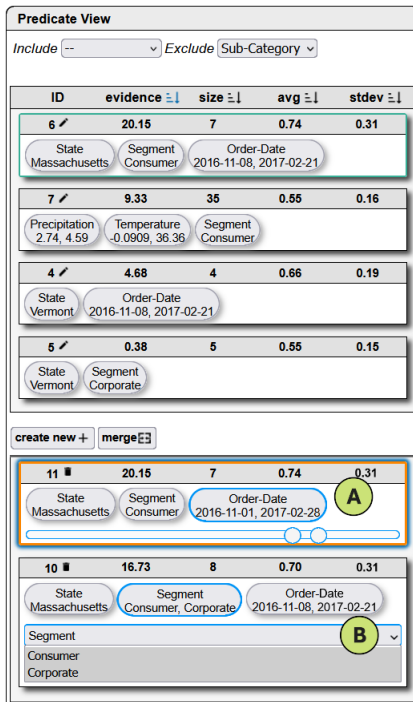 Predicate View
Include -- Exclude Sub-Category
ID evidence size avg stdev
6 20.15 7 0.74 0.31
State Segment Order-Date
Massachusetts Consumer 2016-11-08, 2017-02-21
7 9.33 35 0.55 0.16
Precipitation Temperature Segment
2.74, 4.59 -0.0909, 36.36 Consumer
4 4.68 4 0.66 0.19
State Order-Date
Vermont 2016-11-08, 2017-02-21
5 0.38 5 0.55 0.15
State Segment
Vermont Corporate
create new + merge
11 20.15 7 0.74 0.31
State Segment Order-Date A
Massachusetts Consumer 2016-11-01, 2017-02-28
10 16.73 8 0.70 0.31
State Segment Order-Date
Massachusetts Consumer, Corporate 2016-11-08, 2017-02-21
Segment B
Consumer
Corporate